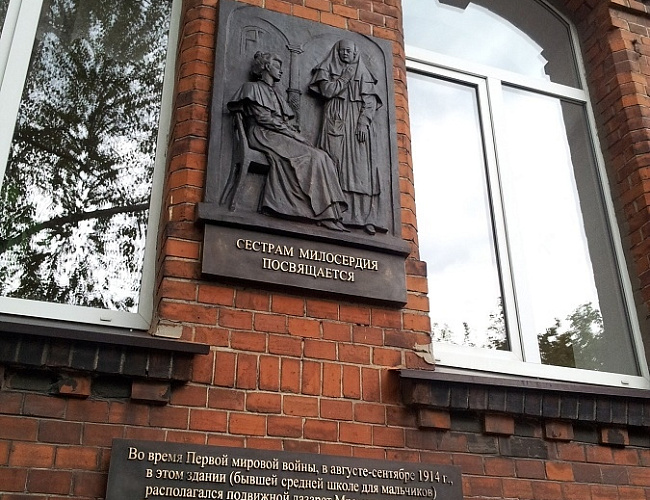 СЕСТРАМ МИЛОСЕРДИЯ
ПОСВЯЩАЕТСЯ
Во время Первой мировой войны, в августе-сентябре 1914 г.,
в этом здании (бывшей средней школе для мальчиков)
располагался подвижной лазарет